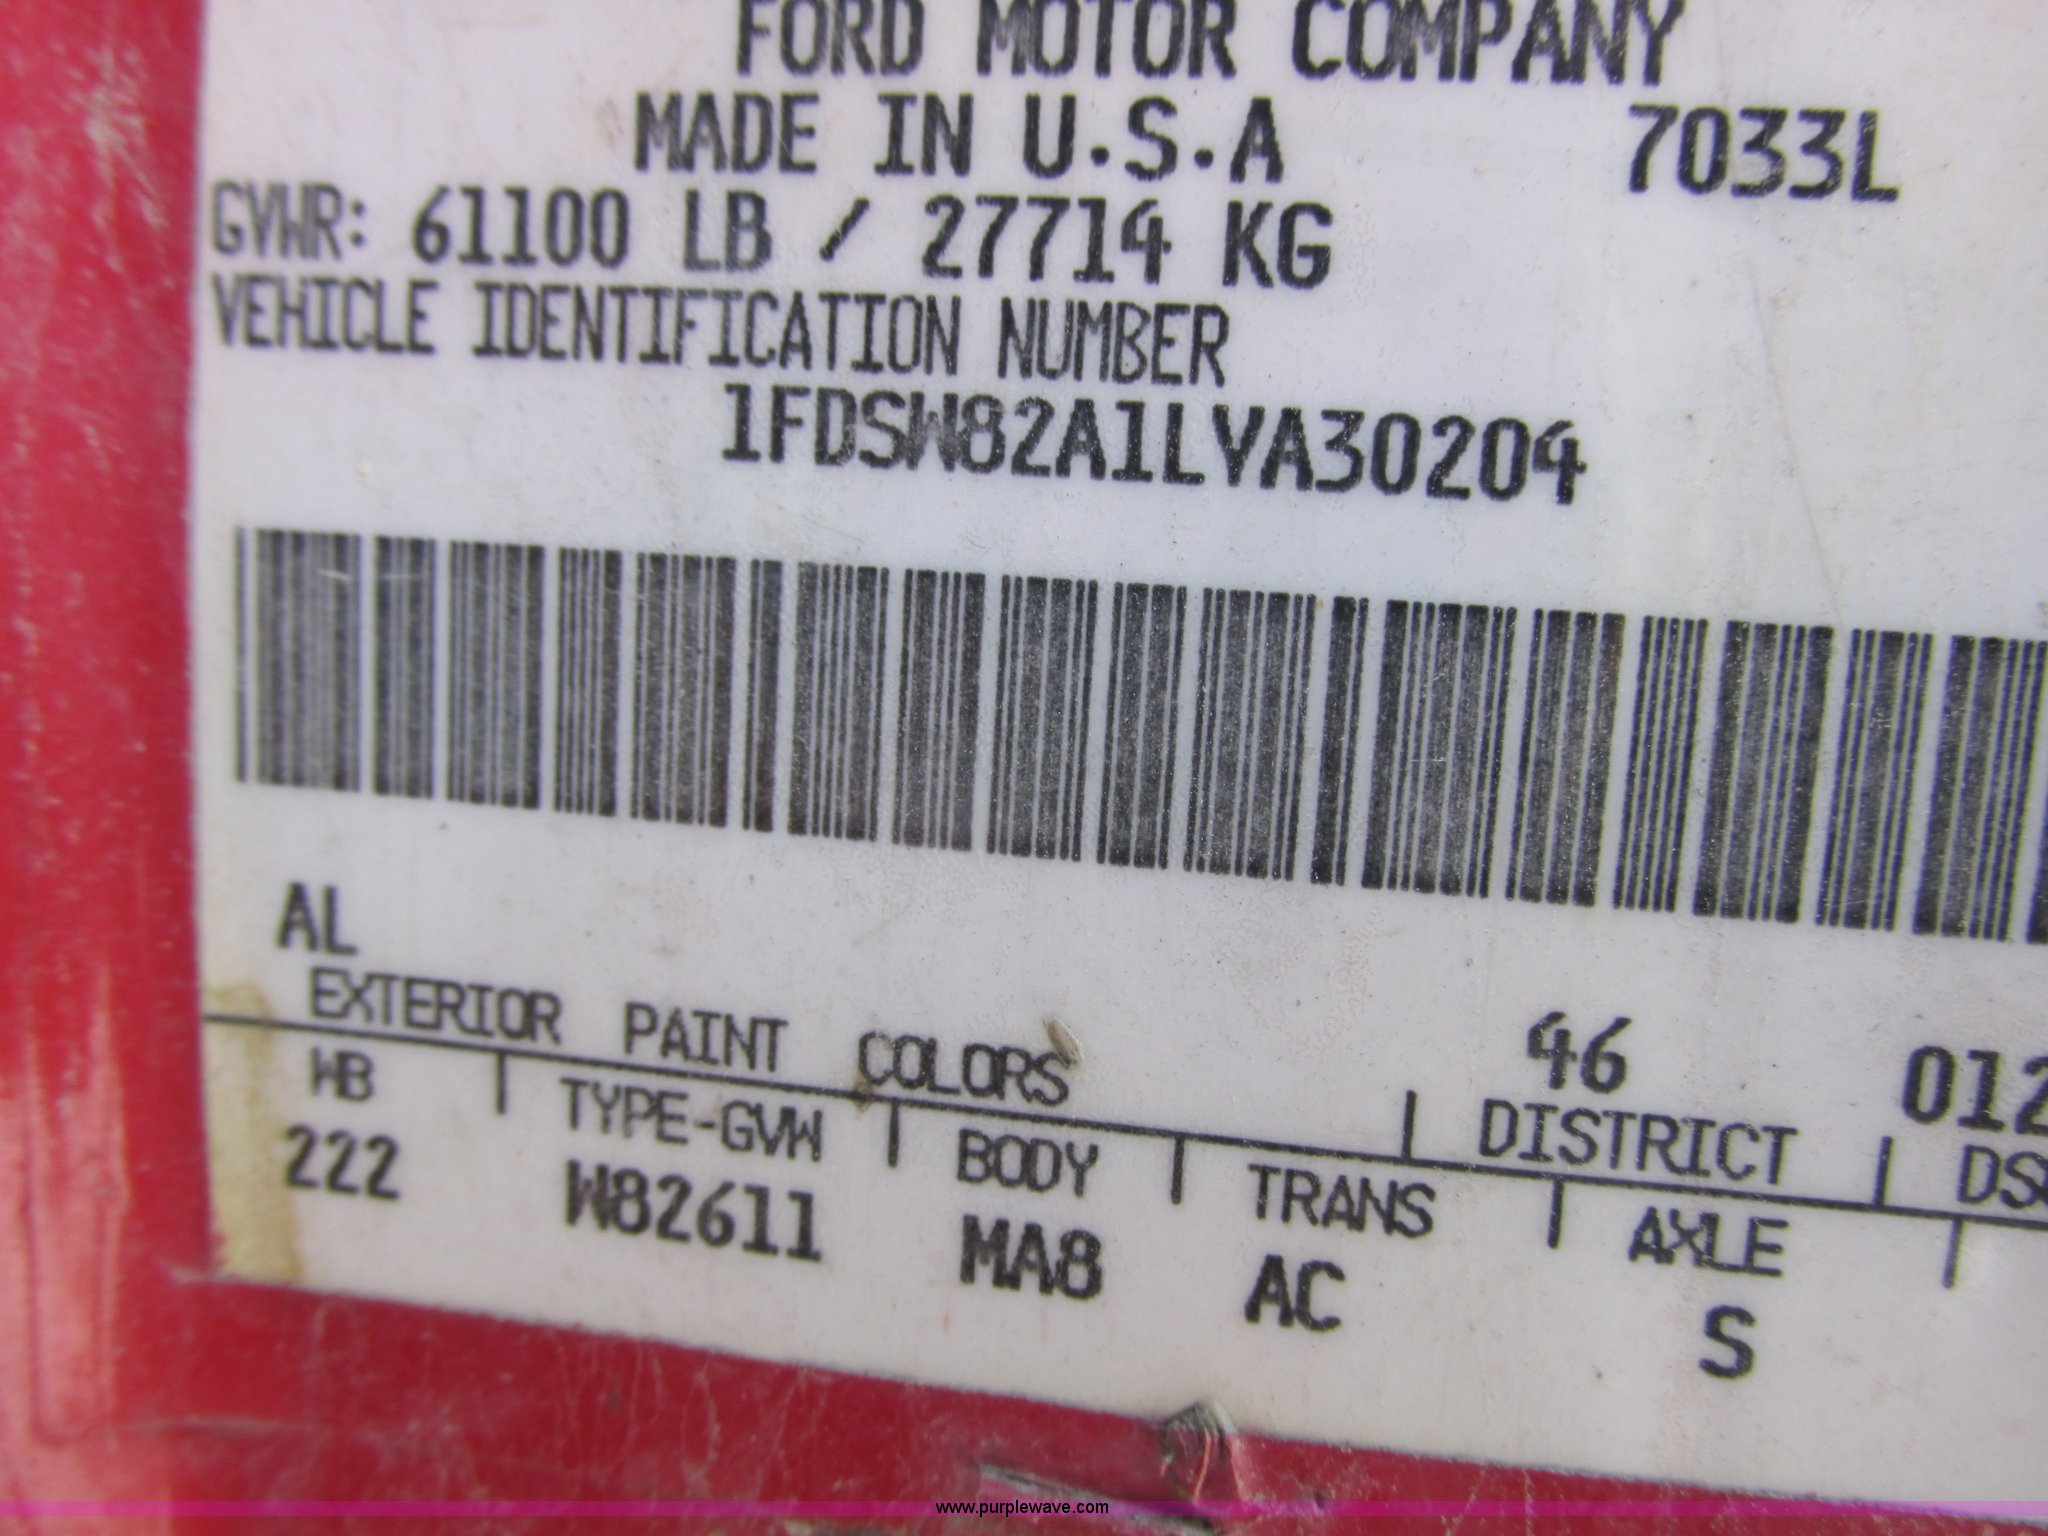 FORD MOTOR COMPANY
MADE IN U.S.A 7033L
GVWR: 61100 LB / 27714 KG
VEHICLE IDENTIFICATION NUMBER
1FDSW82A1LVA30204
AL
EXTERIOR PAINT COLORS 46 012
DISTRICT
WB TYPE-GVW BODY TRANS AXLE
222 W82611 MA8 AC S
www.purplewave.com